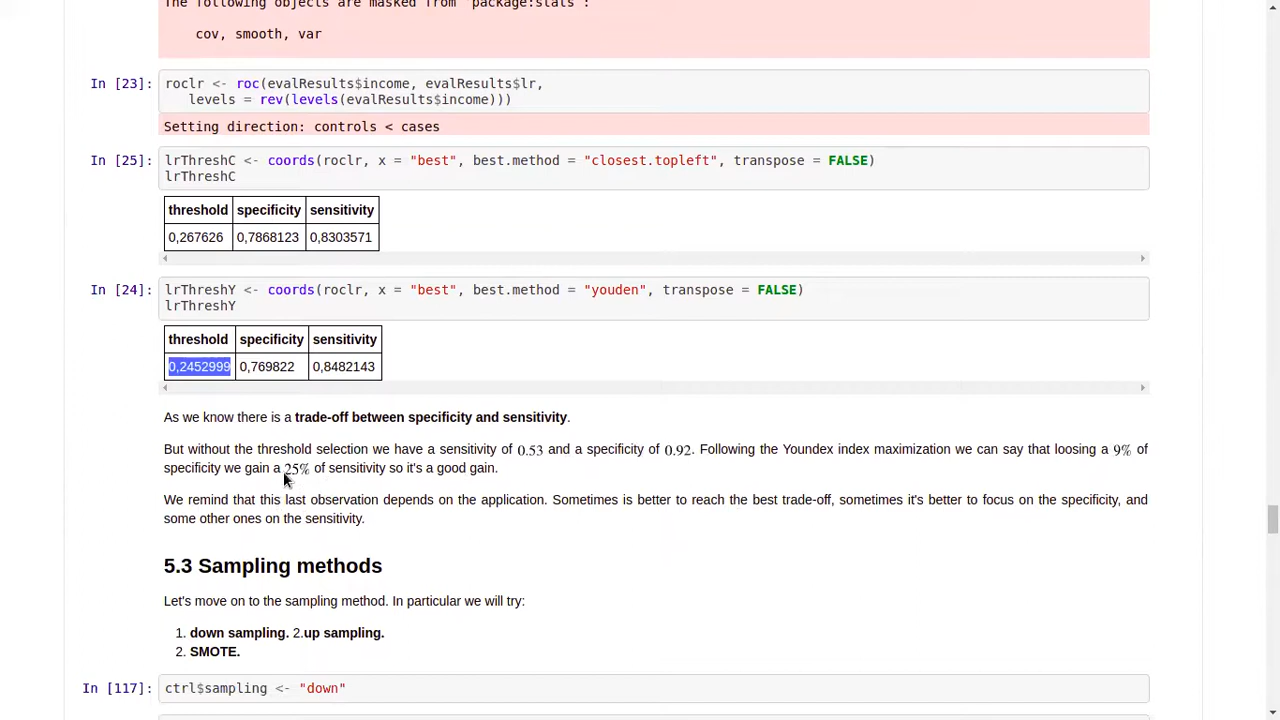 The following objects are masked from 'package:stats':
cov, smooth, var
In [23]: roclr <- roc(evalResults$income, evalResults$lr,
levels = rev(levels(evalResults$income)))
Setting direction: controls < cases
In [25]: lrThreshC <- coords(roclr, x = "best", best.method = "closest.topleft", transpose = FALSE)
lrThreshC
threshold specificity sensitivity
0,267626 0,7868123 0,8303571
In [24]: lrThreshY <- coords(roclr, x = "best", best.method = "youden", transpose = FALSE)
lrThreshY
threshold specificity sensitivity
0,2452999 0,769822 0,8482143
As we know there is a trade-off between specificity and sensitivity.
But without the threshold selection we have a sensitivity of 0.53 and a specificity of 0.92. Following the Youndex index maximization we can say that loosing a 9% of
specificity we gain a 25% of sensitivity so it's a good gain.
We remind that this last observation depends on the application. Sometimes is better to reach the best trade-off, sometimes it's better to focus on the specificity, and
some other ones on the sensitivity.
5.3 Sampling methods
Let's move on to the sampling method. In particular we will try:
1. down sampling. 2.up sampling.
2. SMOTE.
In [117]: ctrl$sampling <- "down"